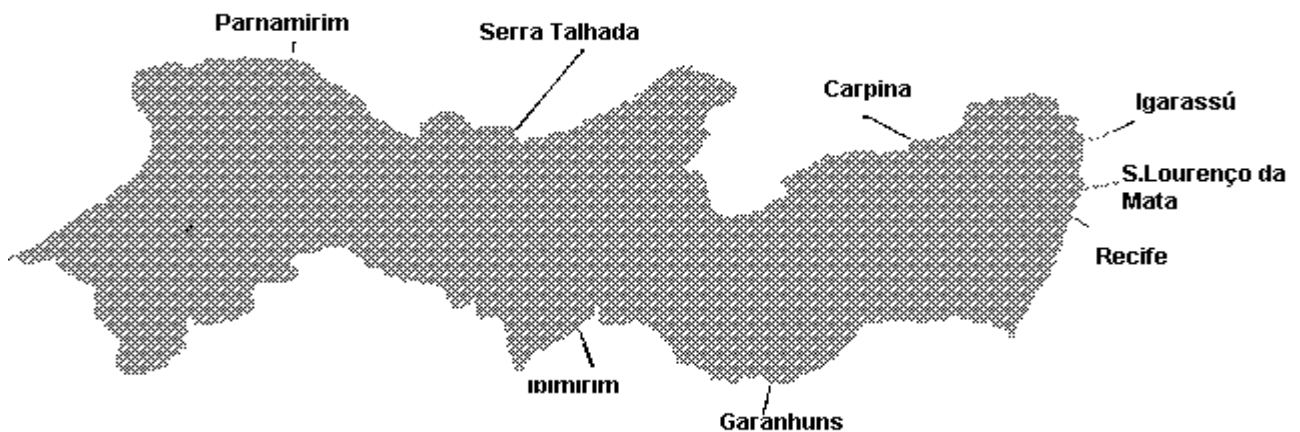 Parnamirim
Serra Talhada
Carpina
Igarassú
S.Lourenço da
Mata
Recife
Ibimirim
Garanhuns